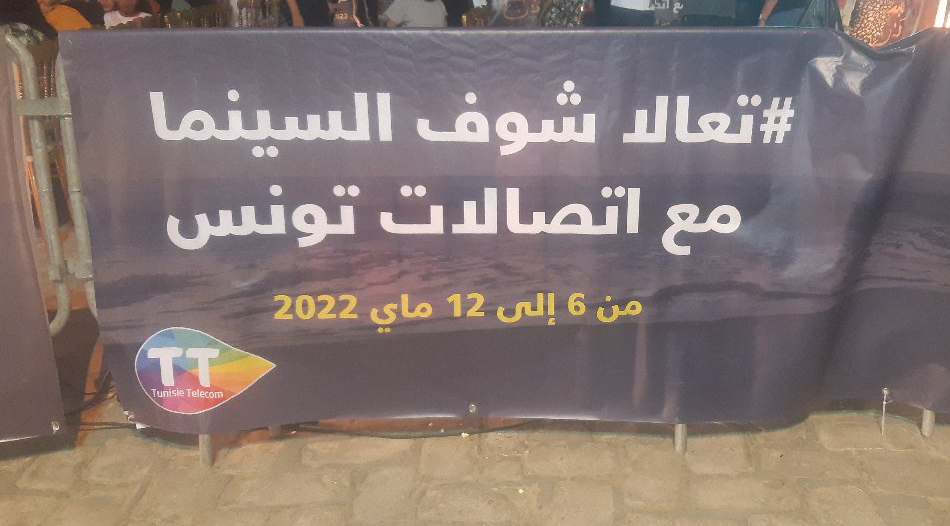 #تعالا شوف السينما
مع اتصالات تونس
من 6 إلى 12 ماي 2022
TT
Tunisie Telecom